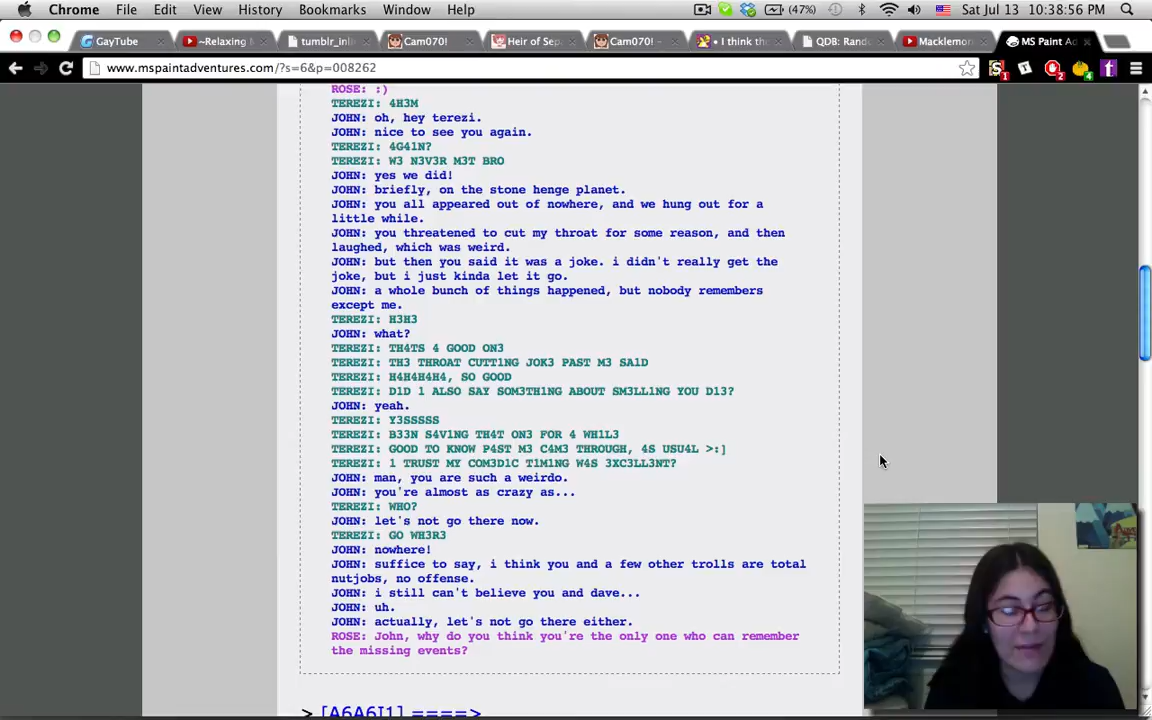 Chrome File Edit View History Bookmarks Window Help (47%) Sat Jul 13 10:38:56 PM
GayTube ~Relaxing M tumblr_inli Cam070! Heir of Sep Cam070! - • I think the QDB: Rand Macklemor MS Paint Ad
www.mspaintadventures.com/?s=6&p=008262
ROSE: :)
TEREZI: 4H3M
JOHN: oh, hey terezi.
JOHN: nice to see you again.
TEREZI: 4G41N?
TEREZI: W3 N3V3R M3T BRO
JOHN: yes we did!
JOHN: briefly, on the stone henge planet.
JOHN: you all appeared out of nowhere, and we hung out for a
little while.
JOHN: you threatened to cut my throat for some reason, and then
laughed, which was weird.
JOHN: but then you said it was a joke. i didn't really get the
joke, but i just kinda let it go.
JOHN: a whole bunch of things happened, but nobody remembers
except me.
TEREZI: H3H3
JOHN: what?
TEREZI: TH4TS 4 GOOD ON3
TEREZI: TH3 THROAT CUTT1NG JOK3 PAST M3 SA1D
TEREZI: H4H4H4H4, SO GOOD
TEREZI: D1D 1 ALSO SAY SOM3TH1NG ABOUT SM3LL1NG YOU D13?
JOHN: yeah.
TEREZI: Y3SSSSS
TEREZI: B33N S4V1NG TH4T ON3 FOR 4 WH1L3
TEREZI: GOOD TO KNOW P4ST M3 C4M3 THROUGH, 4S USU4L >:]
TEREZI: 1 TRUST MY COM3D1C T1M1NG W4S 3XC3LL3NT?
JOHN: man, you are such a weirdo.
JOHN: you're almost as crazy as...
TEREZI: WHO?
JOHN: let's not go there now.
TEREZI: GO WH3R3
JOHN: nowhere!
JOHN: suffice to say, i think you and a few other trolls are total
nutjobs, no offense.
JOHN: i still can't believe you and dave...
JOHN: uh.
JOHN: actually, let's not go there either.
ROSE: John, why do you think you're the only one who can remember
the missing events?
> [A6A6I1] ====>